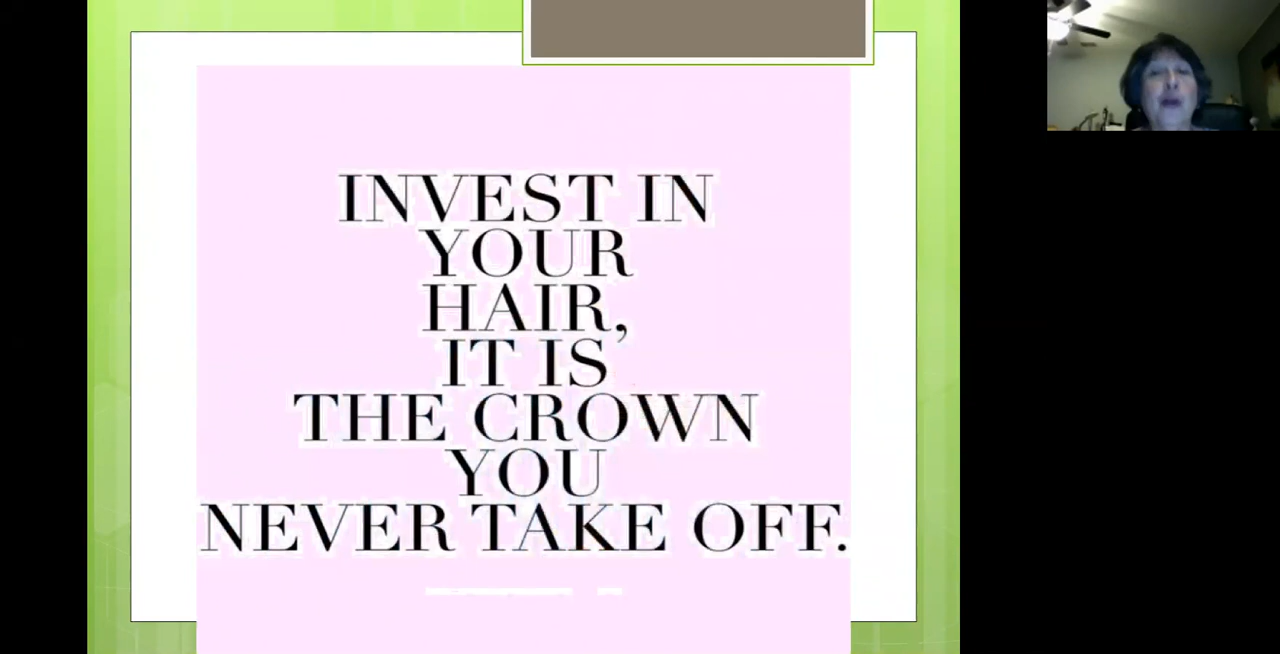 INVEST IN
YOUR
HAIR,
IT IS
THE CROWN
YOU
NEVER TAKE OFF.